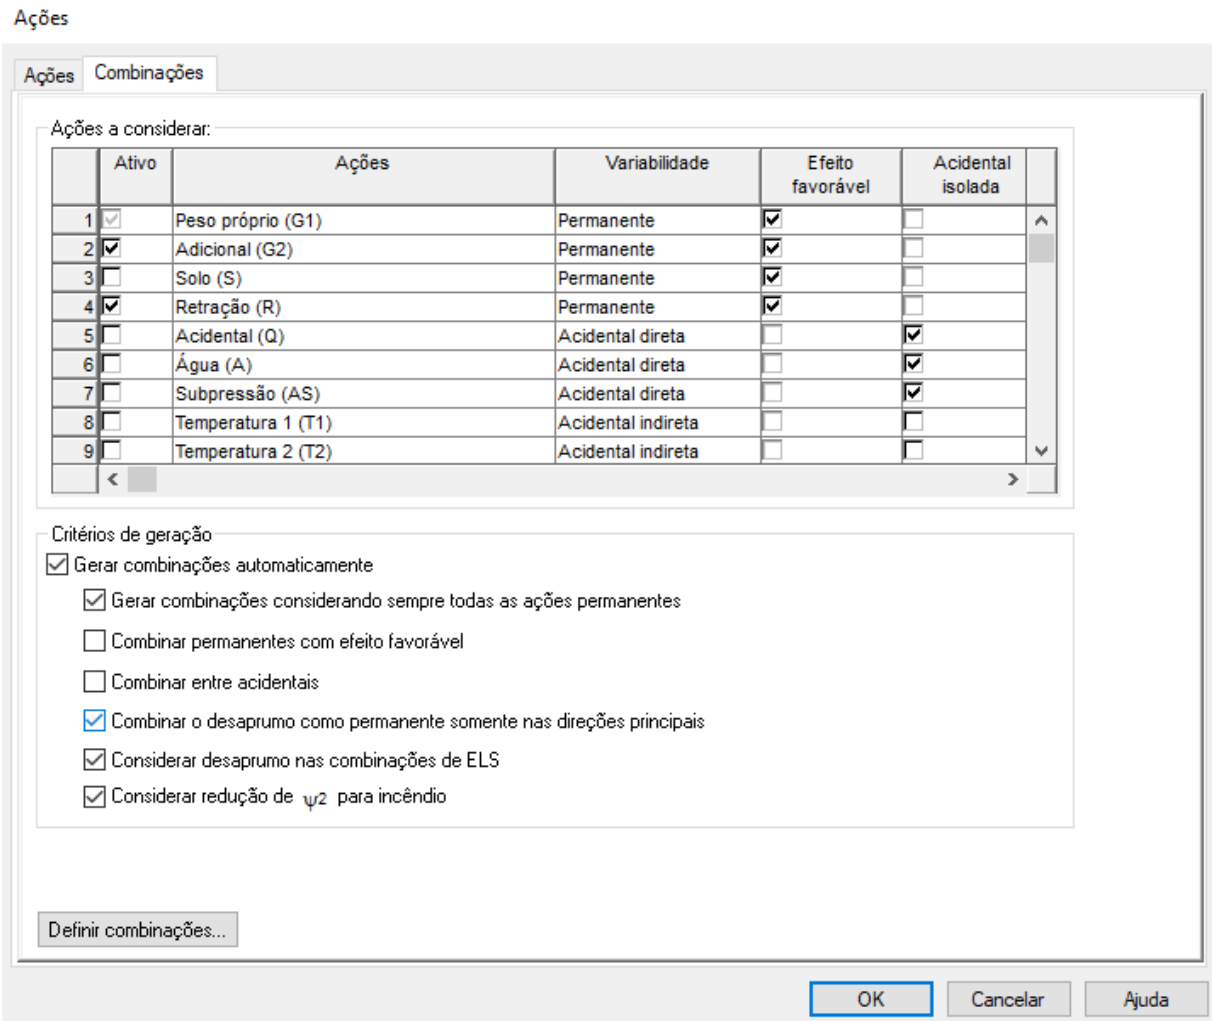 Ações
Ações Combinações
Ações a considerar:
Ativo Ações Variabilidade Efeito favorável Acidental isolada
1 Peso próprio (G1) Permanente
2 Adicional (G2) Permanente
3 Solo (S) Permanente
4 Retração (R) Permanente
5 Acidental (Q) Acidental direta
6 Água (A) Acidental direta
7 Subpressão (AS) Acidental direta
8 Temperatura 1 (T1) Acidental indireta
9 Temperatura 2 (T2) Acidental indireta
Critérios de geração
Gerar combinações automaticamente
Gerar combinações considerando sempre todas as ações permanentes
Combinar permanentes com efeito favorável
Combinar entre acidentais
Combinar o desaprumo como permanente somente nas direções principais
Considerar desaprumo nas combinações de ELS
Considerar redução de ψ2 para incêndio
Definir combinações...
OK Cancelar Ajuda